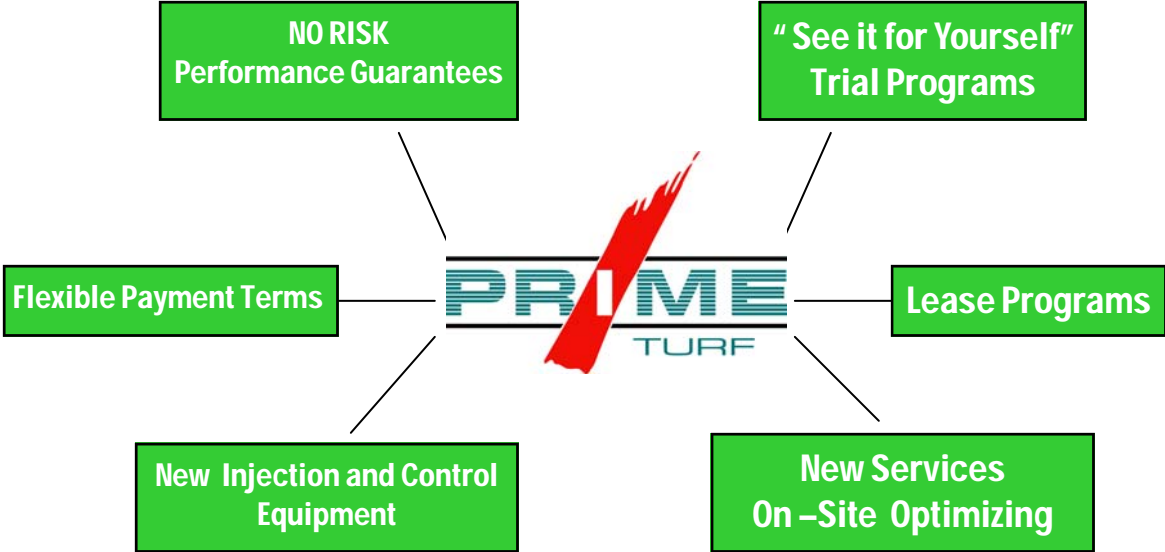 NO RISK
Performance Guarantees
“ See it for Yourself”
Trial Programs
Flexible Payment Terms
PRIME
TURF
Lease Programs
New Injection and Control
Equipment
New Services
On –Site Optimizing